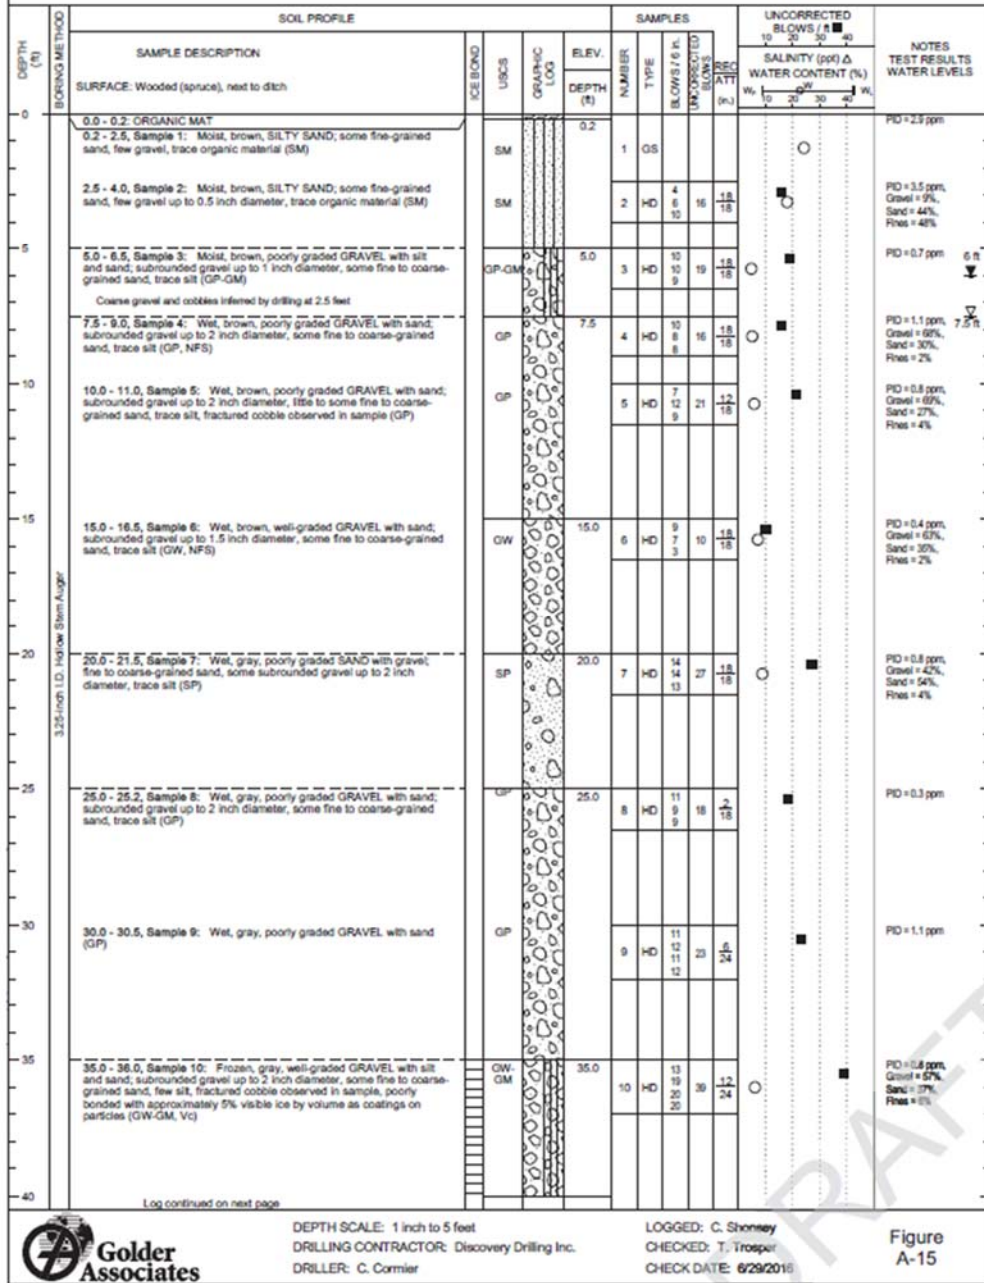 SOIL PROFILE
SAMPLES
UNCORRECTED
BLOWS / ft ■
10 20 30 40
DEPTH
(ft)
BORING METHOD
SAMPLE DESCRIPTION
SURFACE: Wooded (spruce), next to ditch
ICE BOND
USCS
GRAPHIC
LOG
ELEV.
DEPTH
(ft)
NUMBER
TYPE
BLOWS / 6 in.
UNCORRECTED
BLOWS
REC
ATT
(in.)
SALINITY (ppt) Δ
WATER CONTENT (%)
Wp W WL
10 20 30 40
NOTES
TEST RESULTS
WATER LEVELS
3.25-inch I.D. Hollow Stem Auger
0
0.0 - 0.2: ORGANIC MAT
0.2
PID = 2.9 ppm
0.2 - 2.5, Sample 1: Moist, brown, SILTY SAND; some fine-grained
sand, few gravel, trace organic material (SM)
SM
1 GS
2.5 - 4.0, Sample 2: Moist, brown, SILTY SAND; some fine-grained
sand, few gravel up to 0.5 inch diameter, trace organic material (SM)
SM
2 HD
4
6
10
16
18
18
PID = 3.5 ppm,
Gravel = 9%,
Sand = 44%,
Fines = 48%
5
5.0 - 6.5, Sample 3: Moist, brown, poorly graded GRAVEL with silt
and sand; subrounded gravel up to 1 inch diameter, some fine to coarse-
grained sand, trace silt (GP-GM)
Coarse gravel and cobbles inferred by drilling at 2.5 feet
GP-GM
5.0
3 HD
10
10
9
19
18
18
PID = 0.7 ppm
6 ft
7.5 - 9.0, Sample 4: Wet, brown, poorly graded GRAVEL with sand;
subrounded gravel up to 2 inch diameter, some fine to coarse-grained
sand, trace silt (GP, NFS)
GP
7.5
4 HD
10
8
8
16
18
18
PID = 1.1 ppm,
Gravel = 68%,
Sand = 30%,
Fines = 2%
7.5 ft
10
10.0 - 11.0, Sample 5: Wet, brown, poorly graded GRAVEL with sand;
subrounded gravel up to 2 inch diameter, little to some fine to coarse-
grained sand, trace silt, fractured cobble observed in sample (GP)
GP
5 HD
7
12
9
21
12
18
PID = 0.8 ppm,
Gravel = 69%,
Sand = 27%,
Fines = 4%
15
15.0 - 16.5, Sample 6: Wet, brown, well-graded GRAVEL with sand;
subrounded gravel up to 1.5 inch diameter, some fine to coarse-grained
sand, trace silt (GW, NFS)
GW
15.0
6 HD
9
7
3
10
18
18
PID = 0.4 ppm,
Gravel = 63%,
Sand = 35%,
Fines = 2%
20
20.0 - 21.5, Sample 7: Wet, gray, poorly graded SAND with gravel;
fine to coarse-grained sand, some subrounded gravel up to 2 inch
diameter, trace silt (SP)
SP
20.0
7 HD
14
14
13
27
18
18
PID = 0.8 ppm,
Gravel = 42%,
Sand = 54%,
Fines = 4%
25
25.0 - 25.2, Sample 8: Wet, gray, poorly graded GRAVEL with sand;
subrounded gravel up to 2 inch diameter, some fine to coarse-grained
sand, trace silt (GP)
GP
25.0
8 HD
11
9
9
18
2
18
PID = 0.3 ppm
30
30.0 - 30.5, Sample 9: Wet, gray, poorly graded GRAVEL with sand
(GP)
GP
9 HD
11
12
11
12
23
6
24
PID = 1.1 ppm
35
35.0 - 36.0, Sample 10: Frozen, gray, well-graded GRAVEL with silt
and sand; subrounded gravel up to 2 inch diameter, some fine to coarse-
grained sand, few silt, fractured cobble observed in sample, poorly
bonded with approximately 5% visible ice by volume as coatings on
particles (GW-GM, Vc)
GW-
GM
35.0
10 HD
13
19
20
20
39
12
24
PID = 0.8 ppm,
Gravel = 57%,
Sand = 37%,
Fines = 6%
40
Log continued on next page
DRAFT
Golder
Associates
DEPTH SCALE: 1 inch to 5 feet
DRILLING CONTRACTOR: Discovery Drilling Inc.
DRILLER: C. Cormier
LOGGED: C. Shonsey
CHECKED: T. Trosper
CHECK DATE: 6/29/2016
Figure
A-15